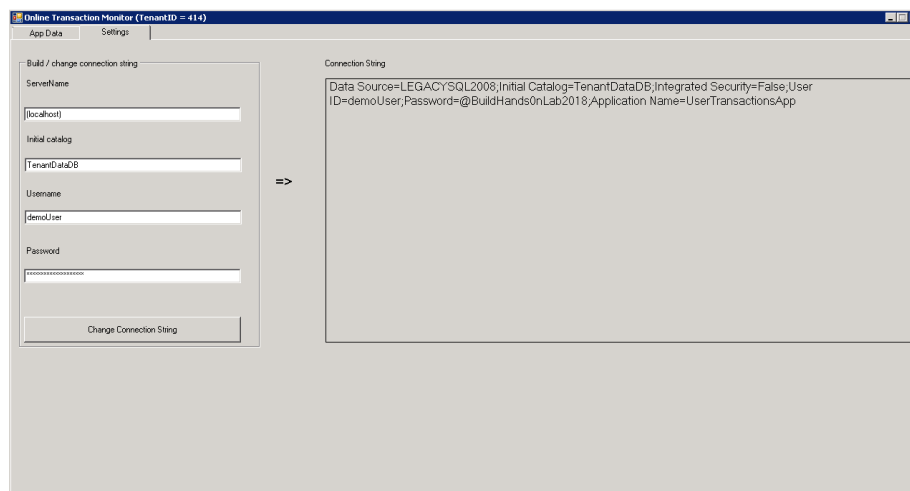 Online Transaction Monitor (TenantID = 414)
App Data
Settings
Build / change connection string
ServerName
(localhost)
Initial catalog
TenantDataDB
Username
demoUser
Password
××××××××××××××××××
Change Connection String
=>
Connection String
Data Source=LEGACYSQL2008;Initial Catalog=TenantDataDB;Integrated Security=False;User
ID=demoUser;Password=@BuildHands0nLab2018;Application Name=UserTransactionsApp